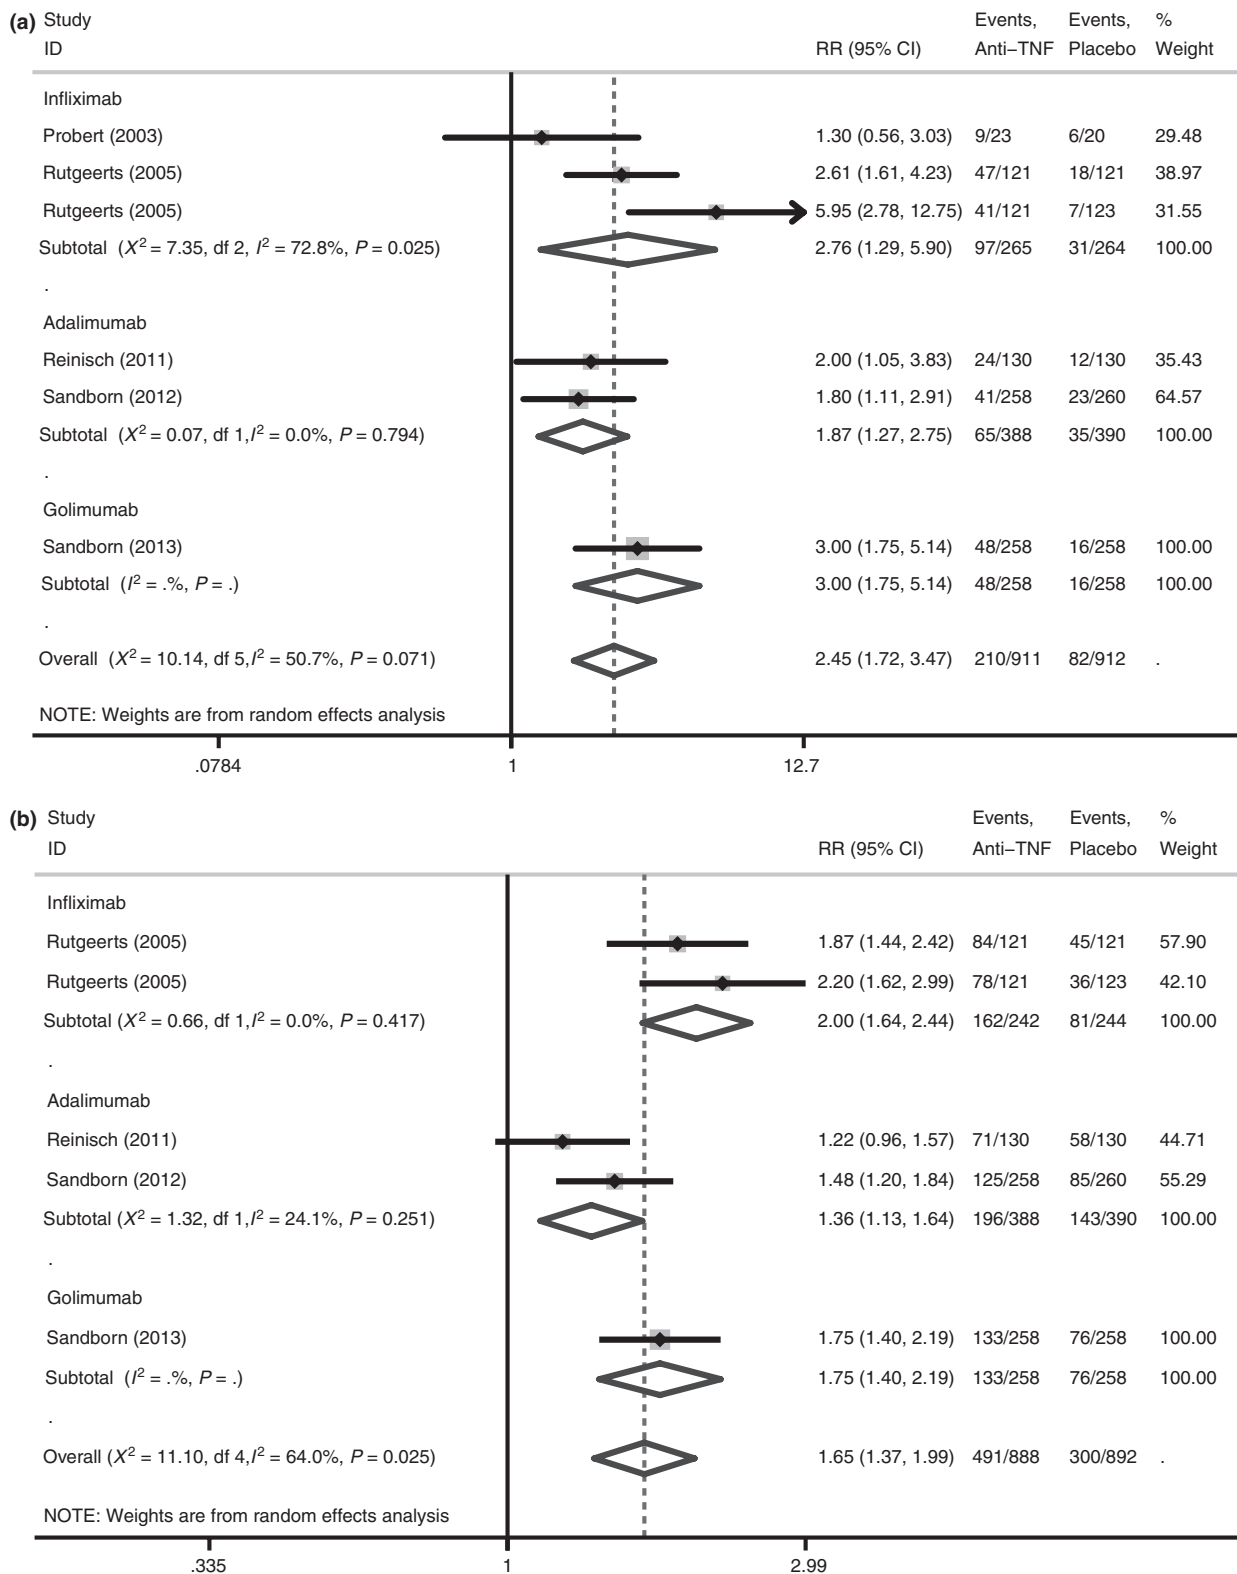 (a) Study Events, Events, %
ID RR (95% CI) Anti–TNF Placebo Weight
Infliximab
Probert (2003) 1.30 (0.56, 3.03) 9/23 6/20 29.48
Rutgeerts (2005) 2.61 (1.61, 4.23) 47/121 18/121 38.97
Rutgeerts (2005) 5.95 (2.78, 12.75) 41/121 7/123 31.55
Subtotal (X² = 7.35, df 2, I² = 72.8%, P = 0.025) 2.76 (1.29, 5.90) 97/265 31/264 100.00
.
Adalimumab
Reinisch (2011) 2.00 (1.05, 3.83) 24/130 12/130 35.43
Sandborn (2012) 1.80 (1.11, 2.91) 41/258 23/260 64.57
Subtotal (X² = 0.07, df 1,I² = 0.0%, P = 0.794) 1.87 (1.27, 2.75) 65/388 35/390 100.00
.
Golimumab
Sandborn (2013) 3.00 (1.75, 5.14) 48/258 16/258 100.00
Subtotal (I² = .%, P = .) 3.00 (1.75, 5.14) 48/258 16/258 100.00
.
Overall (X² = 10.14, df 5,I² = 50.7%, P = 0.071) 2.45 (1.72, 3.47) 210/911 82/912 .
NOTE: Weights are from random effects analysis
.0784 1 12.7
(b) Study Events, Events, %
ID RR (95% CI) Anti–TNF Placebo Weight
Infliximab
Rutgeerts (2005) 1.87 (1.44, 2.42) 84/121 45/121 57.90
Rutgeerts (2005) 2.20 (1.62, 2.99) 78/121 36/123 42.10
Subtotal (X² = 0.66, df 1,I² = 0.0%, P = 0.417) 2.00 (1.64, 2.44) 162/242 81/244 100.00
.
Adalimumab
Reinisch (2011) 1.22 (0.96, 1.57) 71/130 58/130 44.71
Sandborn (2012) 1.48 (1.20, 1.84) 125/258 85/260 55.29
Subtotal (X² = 1.32, df 1,I² = 24.1%, P = 0.251) 1.36 (1.13, 1.64) 196/388 143/390 100.00
.
Golimumab
Sandborn (2013) 1.75 (1.40, 2.19) 133/258 76/258 100.00
Subtotal (I² = .%, P = .) 1.75 (1.40, 2.19) 133/258 76/258 100.00
.
Overall (X² = 11.10, df 4,I² = 64.0%, P = 0.025) 1.65 (1.37, 1.99) 491/888 300/892 .
NOTE: Weights are from random effects analysis
.335 1 2.99